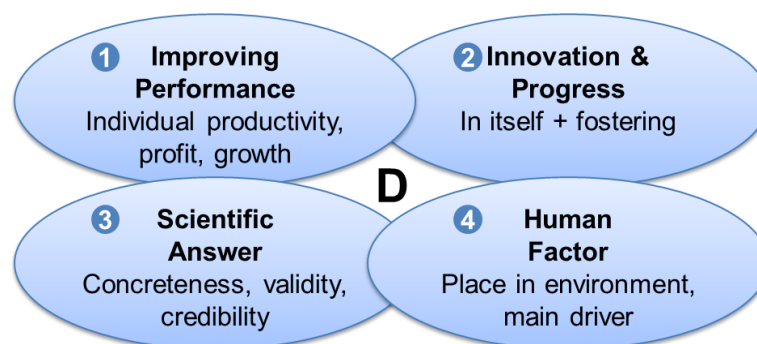 1 Improving
Performance
Individual productivity,
profit, growth
2 Innovation &
Progress
In itself + fostering
D
3 Scientific
Answer
Concreteness, validity,
credibility
4 Human
Factor
Place in environment,
main driver